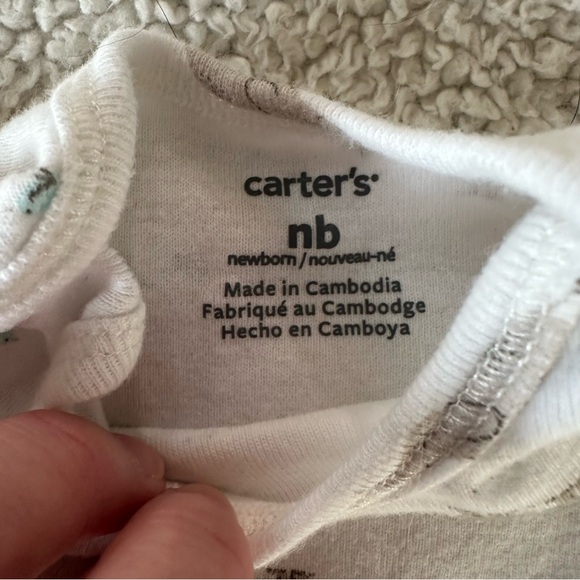 carter's
nb
newborn / nouveau-né
Made in Cambodia
Fabriqué au Cambodge
Hecho en Camboya